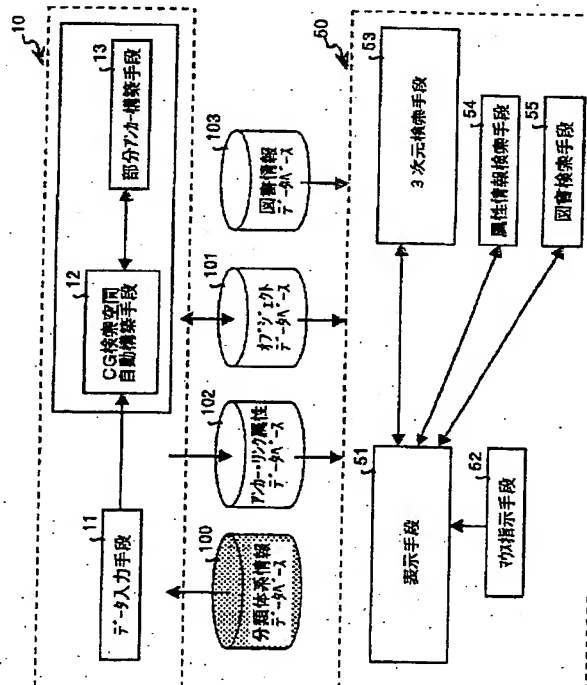 10
11
データ入力手段
12
CG検索空間
自動構築手段
13
部分アンカー構築手段
100
分類体系情報
データベース
102
アンカー・リンク属性
データベース
101
オブジェクト
データベース
103
図書情報
データベース
50
51
表示手段
52
マウス指示手段
53
3次元検索手段
54
属性情報検索手段
55
図書検索手段